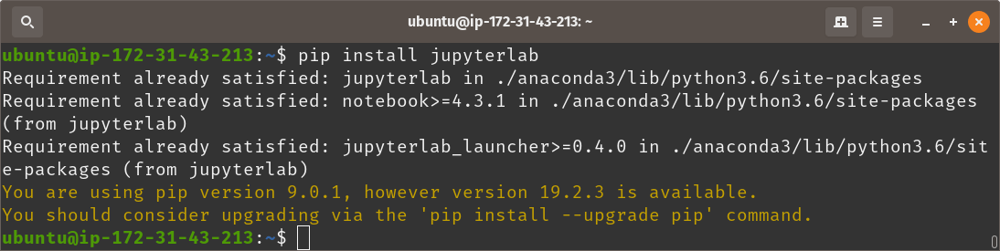 ubuntu@ip-172-31-43-213: ~
ubuntu@ip-172-31-43-213:~$ pip install jupyterlab
Requirement already satisfied: jupyterlab in ./anaconda3/lib/python3.6/site-packages
Requirement already satisfied: notebook>=4.3.1 in ./anaconda3/lib/python3.6/site-packages
(from jupyterlab)
Requirement already satisfied: jupyterlab_launcher>=0.4.0 in ./anaconda3/lib/python3.6/sit
e-packages (from jupyterlab)
You are using pip version 9.0.1, however version 19.2.3 is available.
You should consider upgrading via the 'pip install --upgrade pip' command.
ubuntu@ip-172-31-43-213:~$